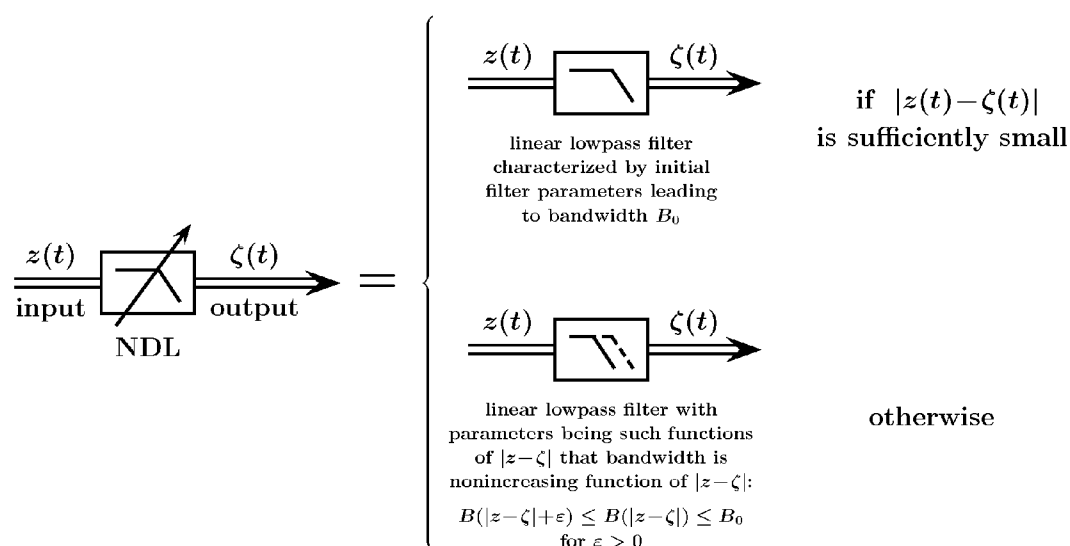 z(t)
ζ(t)
input
output
NDL
=
z(t)
ζ(t)
linear lowpass filter
characterized by initial
filter parameters leading
to bandwidth B₀
if |z(t)−ζ(t)|
is sufficiently small
z(t)
ζ(t)
linear lowpass filter with
parameters being such functions
of |z−ζ| that bandwidth is
nonincreasing function of |z−ζ|:
B(|z−ζ|+ε) ≤ B(|z−ζ|) ≤ B₀
for ε > 0
otherwise